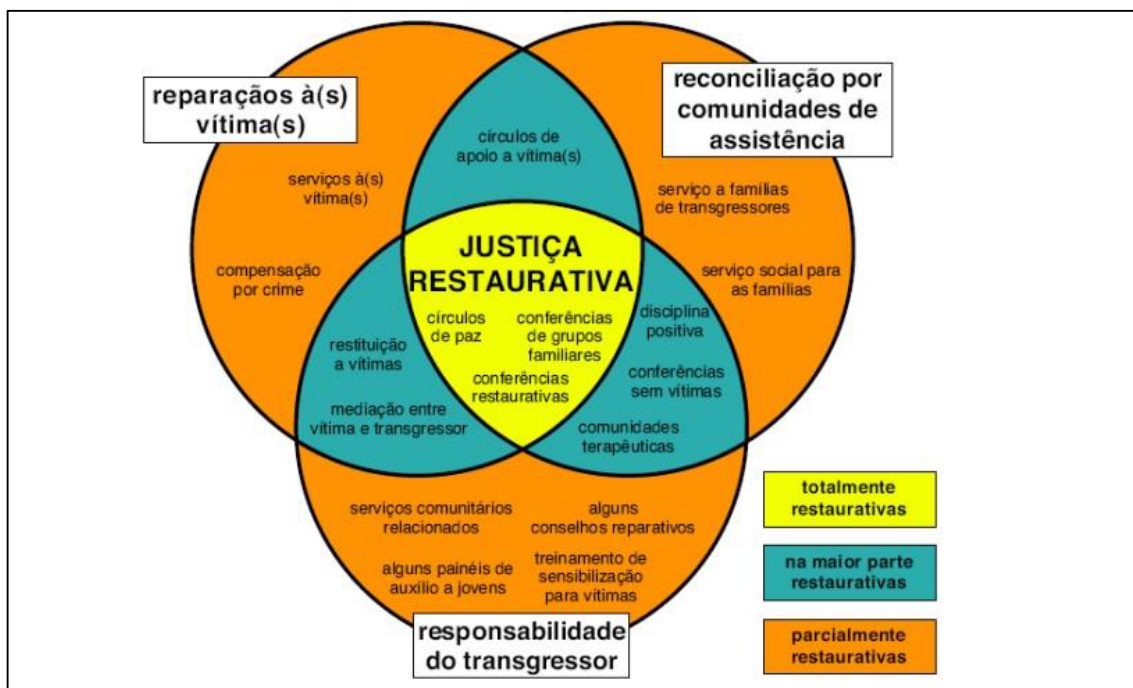 reparaçãos à(s)
vítima(s)
reconciliação por
comunidades de
assistência
círculos de
apoio a vítima(s)
serviços à(s)
vítima(s)
serviço a famílias
de transgressores
JUSTIÇA
RESTAURATIVA
compensação
por crime
serviço social para
as famílias
círculos
de paz
conferências
de grupos
familiares
disciplina
positiva
restituição
a vítimas
conferências
restaurativas
conferências
sem vítimas
mediação entre
vítima e transgressor
comunidades
terapêuticas
serviços comunitários
relacionados
alguns
conselhos reparativos
alguns painéis de
auxílio a jovens
treinamento de
sensibilização
para vítimas
responsabilidade
do transgressor
totalmente
restaurativas
na maior parte
restaurativas
parcialmente
restaurativas